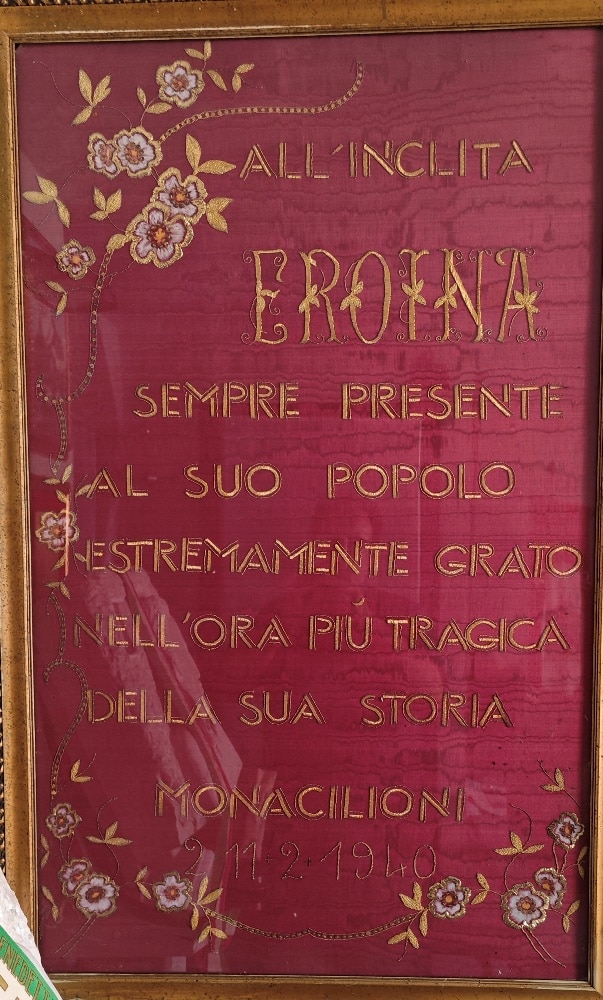 ALL'INCLITA
EROINA
SEMPRE PRESENTE
AL SUO POPOLO
ESTREMAMENTE GRATO
NELL'ORA PIÚ TRAGICA
DELLA SUA STORIA
MONACILIONI
2 11·2·1940